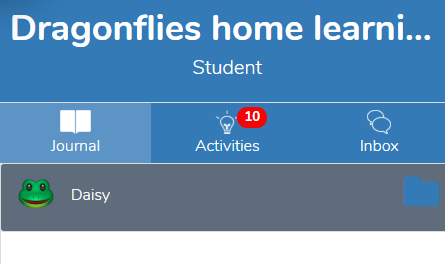 Dragonflies home learni...
Student
10
Journal
Activities
Inbox
Daisy